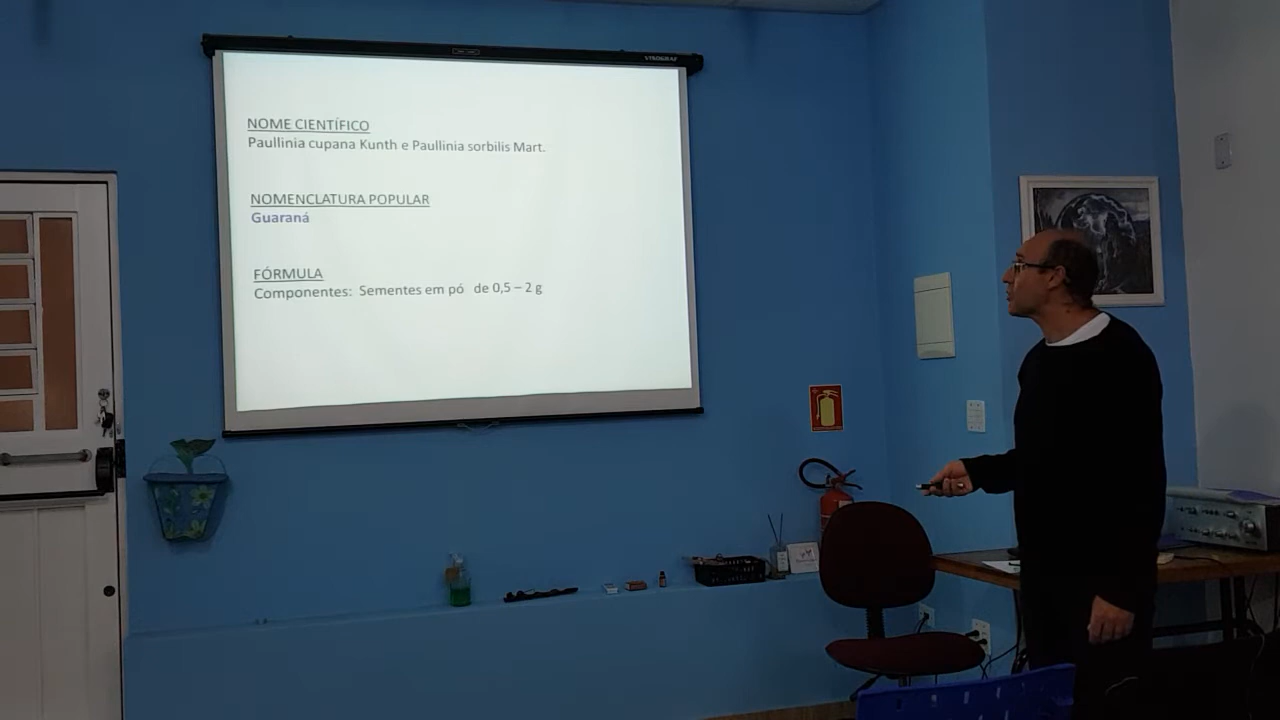 VISOGRAF
NOME CIENTÍFICO
Paullinia cupana Kunth e Paullinia sorbilis Mart.
NOMENCLATURA POPULAR
Guaraná
FÓRMULA
Componentes: Sementes em pó de 0,5 – 2 g